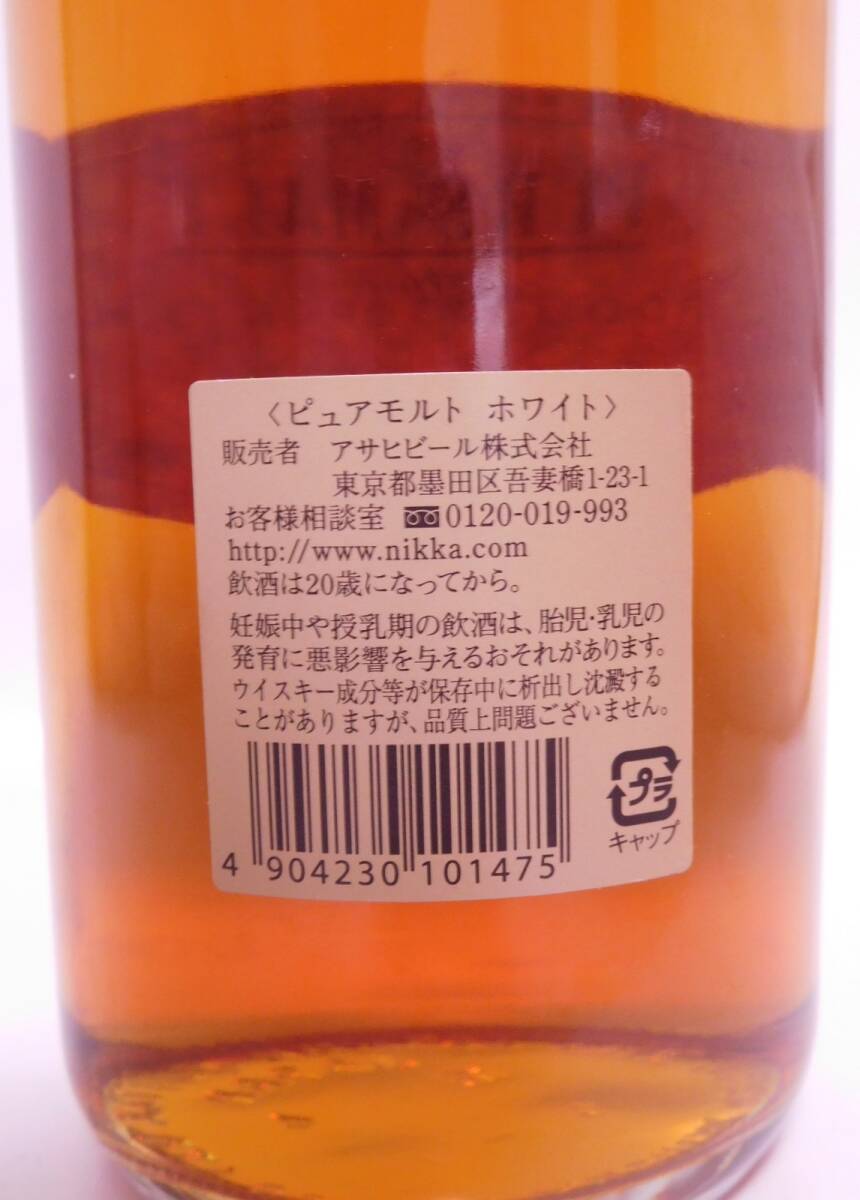 〈ピュアモルト ホワイト〉
販売者 アサヒビール株式会社
東京都墨田区吾妻橋1-23-1
お客様相談室 0120-019-993
http://www.nikka.com
飲酒は20歳になってから。
妊娠中や授乳期の飲酒は、胎児・乳児の
発育に悪影響を与えるおそれがあります。
ウイスキー成分等が保存中に析出し沈澱する
ことがありますが、品質上問題ございません。
プラ
キャップ
4 904230 101475